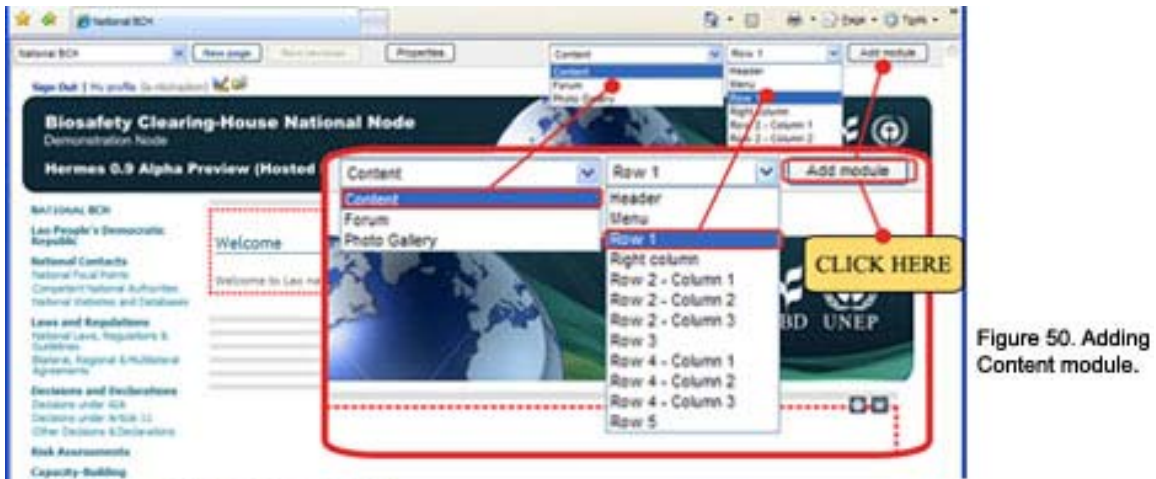 National BCH
National BCH New page Properties Content Row 1 Add module
Content Header
Forum Menu
Photo Gallery Row 1
Right column
Row 2 - Column 1
Row 2 - Column 2
Sign Out | My profile
Biosafety Clearing-House National Node
Demonstration Node
Hermes 0.9 Alpha Preview (Hosted
Content Row 1 Add module
Content
Forum
Photo Gallery
Header
Menu
Row 1
Right column
Row 2 - Column 1
Row 2 - Column 2
Row 2 - Column 3
Row 3
Row 4 - Column 1
Row 4 - Column 2
Row 4 - Column 3
Row 5
CLICK HERE
BD UNEP
NATIONAL BCH
Lao People's Democratic
Republic
National Contacts
National Focal Points
Competent National Authorities
National Websites and Databases
Laws and Regulations
National Laws, Regulations &
Guidelines
Bilateral, Regional & Multilateral
Agreements
Decisions and Declarations
Decisions under AIA
Decisions under Article 11
Other Decisions & Declarations
Risk Assessments
Capacity-Building
Welcome
Welcome to Lao na
Figure 50. Adding
Content module.